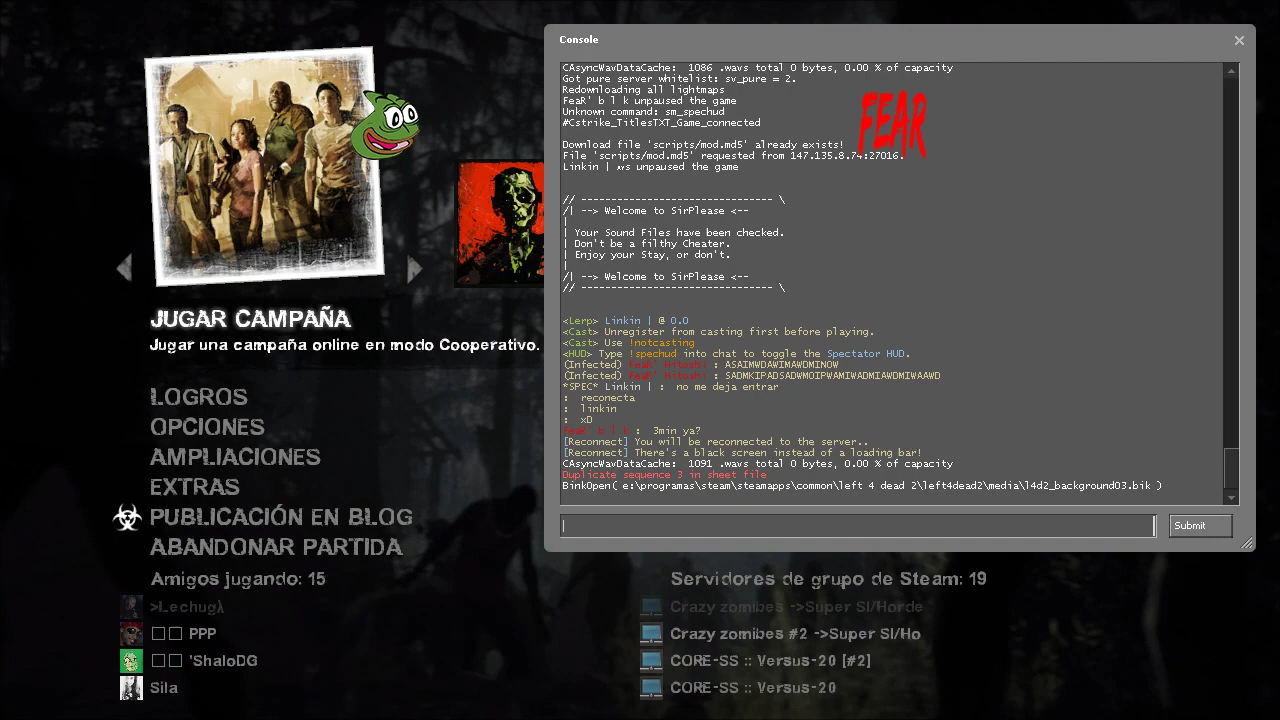 Console
CAsyncWavDataCache:  1086 .wavs total 0 bytes, 0.00 % of capacity
Got pure server whitelist: sv_pure = 2.
Redownloading all lightmaps
FeaR' b l k unpaused the game
Unknown command: sm_spechud
#Cstrike_TitlesTXT_Game_connected
FEAR
Download file 'scripts/mod.md5' already exists!
File 'scripts/mod.md5' requested from 147.135.8.74:27016.
Linkin | unpaused the game
// ------------------------------- \
/| --> Welcome to SirPlease <--
|
| Your Sound Files have been checked.
| Don't be a filthy Cheater.
| Enjoy your Stay, or don't.
|
/| --> Welcome to SirPlease <--
// ------------------------------- \
<Lerp> Linkin | @ 0.0
<Cast> Unregister from casting first before playing.
<Cast> Use !notcasting
<HUD> Type !spechud into chat to toggle the Spectator HUD.
(Infected) FeaR' Hitoshi : ASAIMWDAWIMAWDMINOW
(Infected) FeaR' Hitoshi : SADMKIPADSADWMOIPWAMIWADMIAWDMIWAAWD
*SPEC* Linkin | :  no me deja entrar
:  reconecta
:  linkin
:  xD
FeaR' b l k :  3min ya?
[Reconnect] You will be reconnected to the server..
[Reconnect] There's a black screen instead of a loading bar!
CAsyncWavDataCache:  1091 .wavs total 0 bytes, 0.00 % of capacity
Duplicate sequence 3 in sheet file
BinkOpen( e:\programas\steam\steamapps\common\left 4 dead 2\left4dead2\media\l4d2_background03.bik )
Submit
JUGAR CAMPAÑA
Jugar una campaña online en modo Cooperativo.
LOGROS
OPCIONES
AMPLIACIONES
EXTRAS
PUBLICACIÓN EN BLOG
ABANDONAR PARTIDA
Amigos jugando: 15
>Lechugλ
□□ PPP
□□ 'ShaloDG
Sila
Servidores de grupo de Steam: 19
Crazy zomibes ->Super SI/Horde
Crazy zomibes #2 ->Super SI/Ho
CORE-SS :: Versus-20 [#2]
CORE-SS :: Versus-20